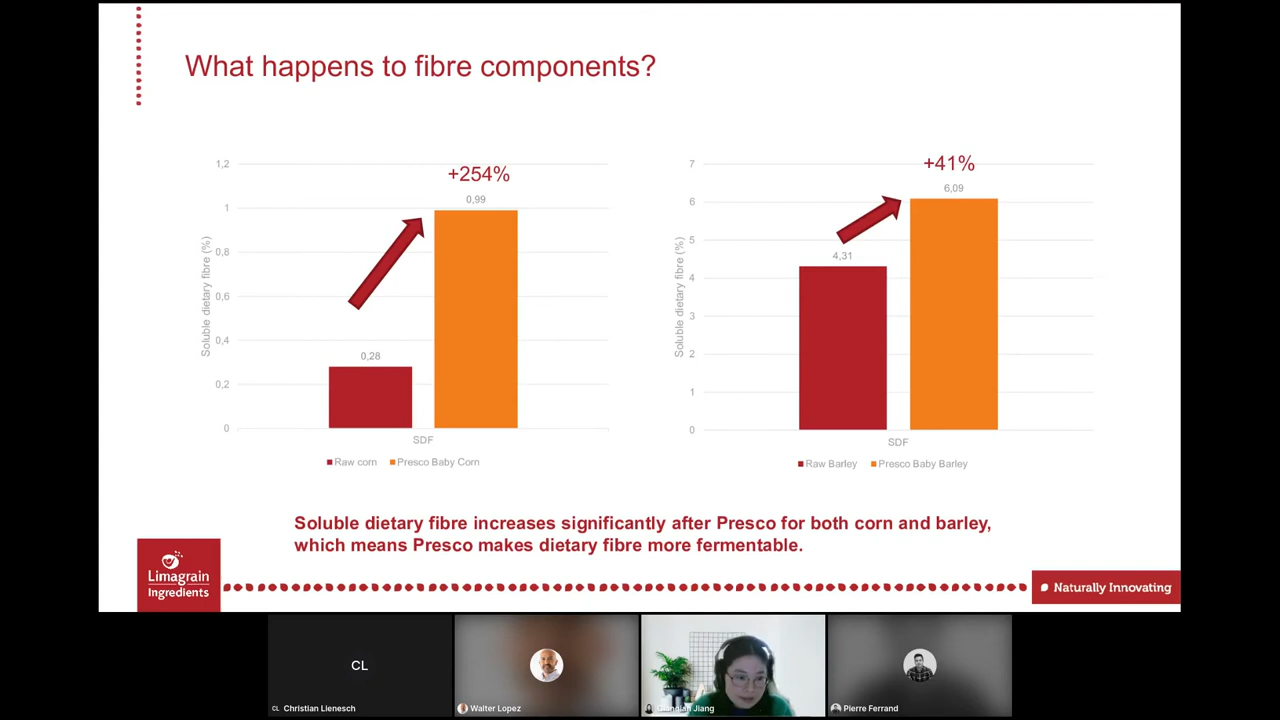 What happens to fibre components?
Soluble dietary fibre (%)
1,2
1
0,8
0,6
0,4
0,2
0
+254%
0,99
0,28
SDF
Raw corn
Presco Baby Corn
Soluble dietary fibre (%)
7
6
5
4
3
2
1
0
+41%
6,09
4,31
SDF
Raw Barley
Presco Baby Barley
Soluble dietary fibre increases significantly after Presco for both corn and barley,
which means Presco makes dietary fibre more fermentable.
Limagrain
Ingredients
Naturally Innovating
CL
CL Christian Lienesch
Walter Lopez
Jiang
Pierre Ferrand